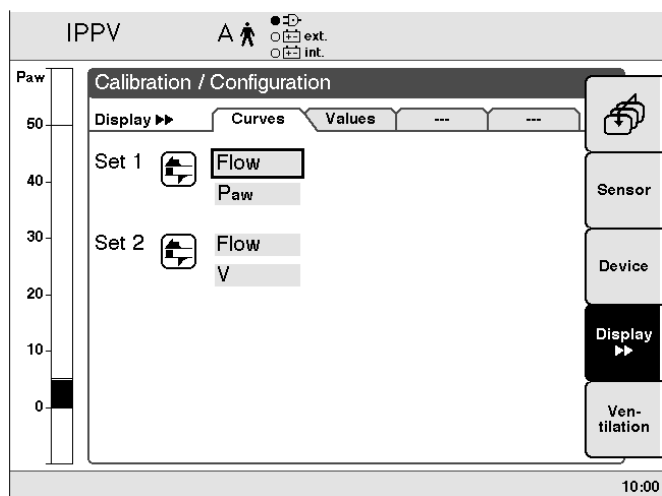 IPPV A ext.
int.
Paw
50
40
30
20
10
0
Calibration / Configuration
Display ▶▶ Curves Values --- ---
Set 1 Flow
Paw
Set 2 Flow
V
Sensor
Device
Display
▶▶
Ven-
tilation
10:00